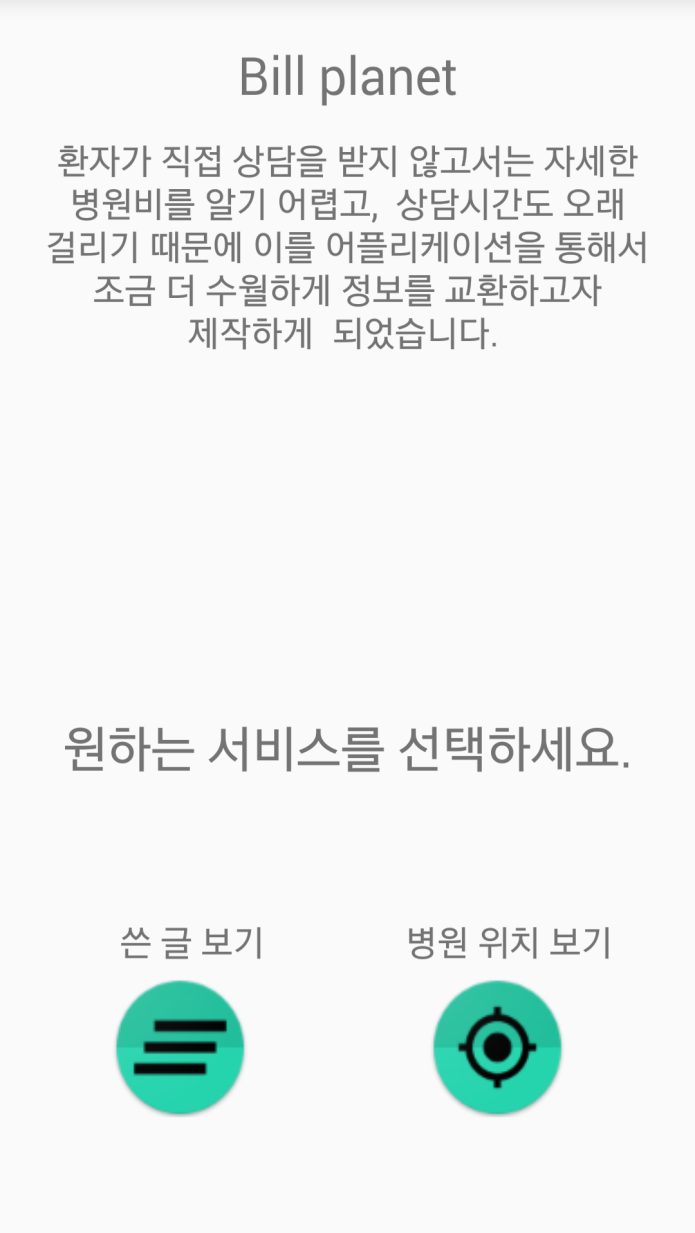 Bill planet
환자가 직접 상담을 받지 않고서는 자세한
병원비를 알기 어렵고,  상담시간도 오래
걸리기 때문에 이를 어플리케이션을 통해서
조금 더 수월하게 정보를 교환하고자
제작하게  되었습니다.
원하는 서비스를 선택하세요.
쓴 글 보기
병원 위치 보기